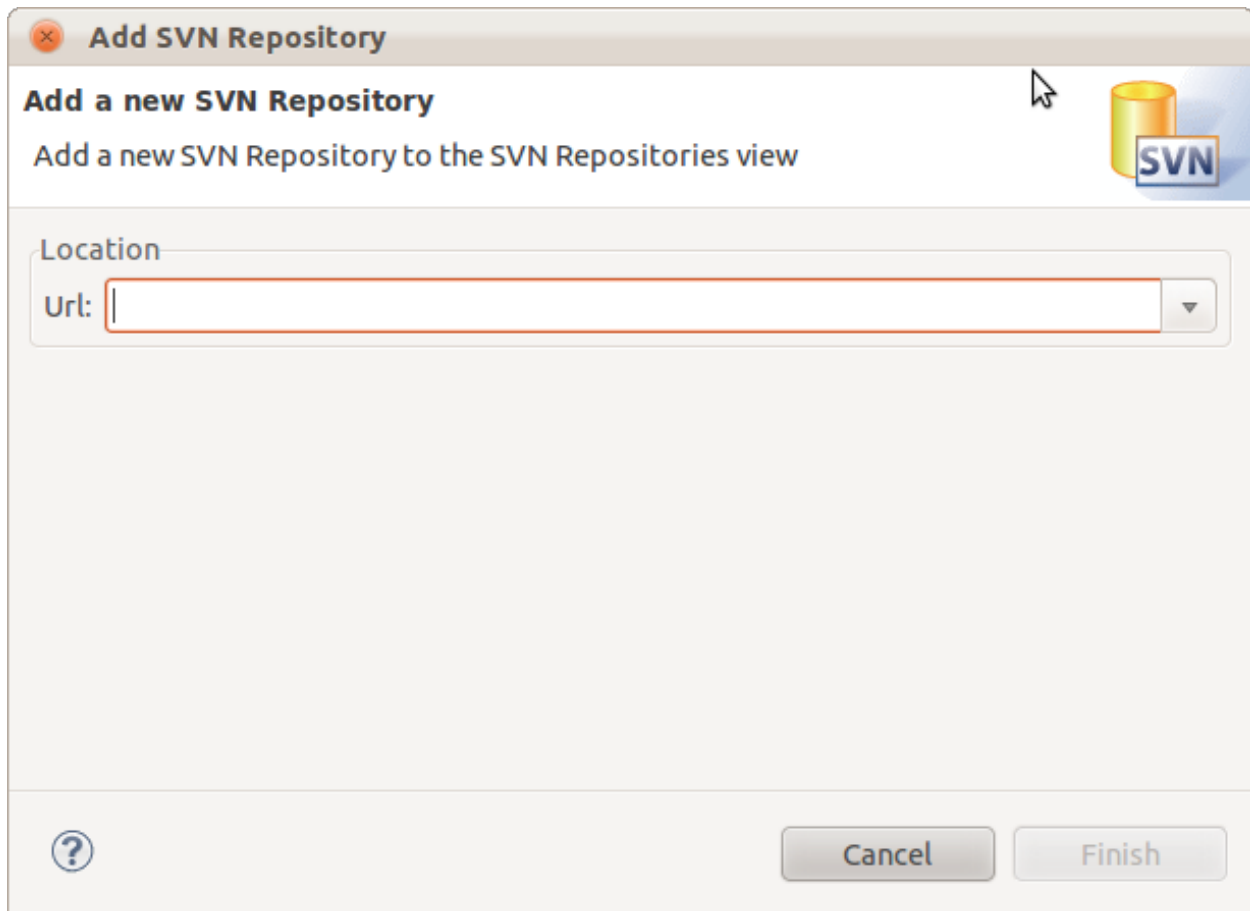 Add SVN Repository
Add a new SVN Repository
Add a new SVN Repository to the SVN Repositories view
SVN
Location
Url:
?
Cancel
Finish